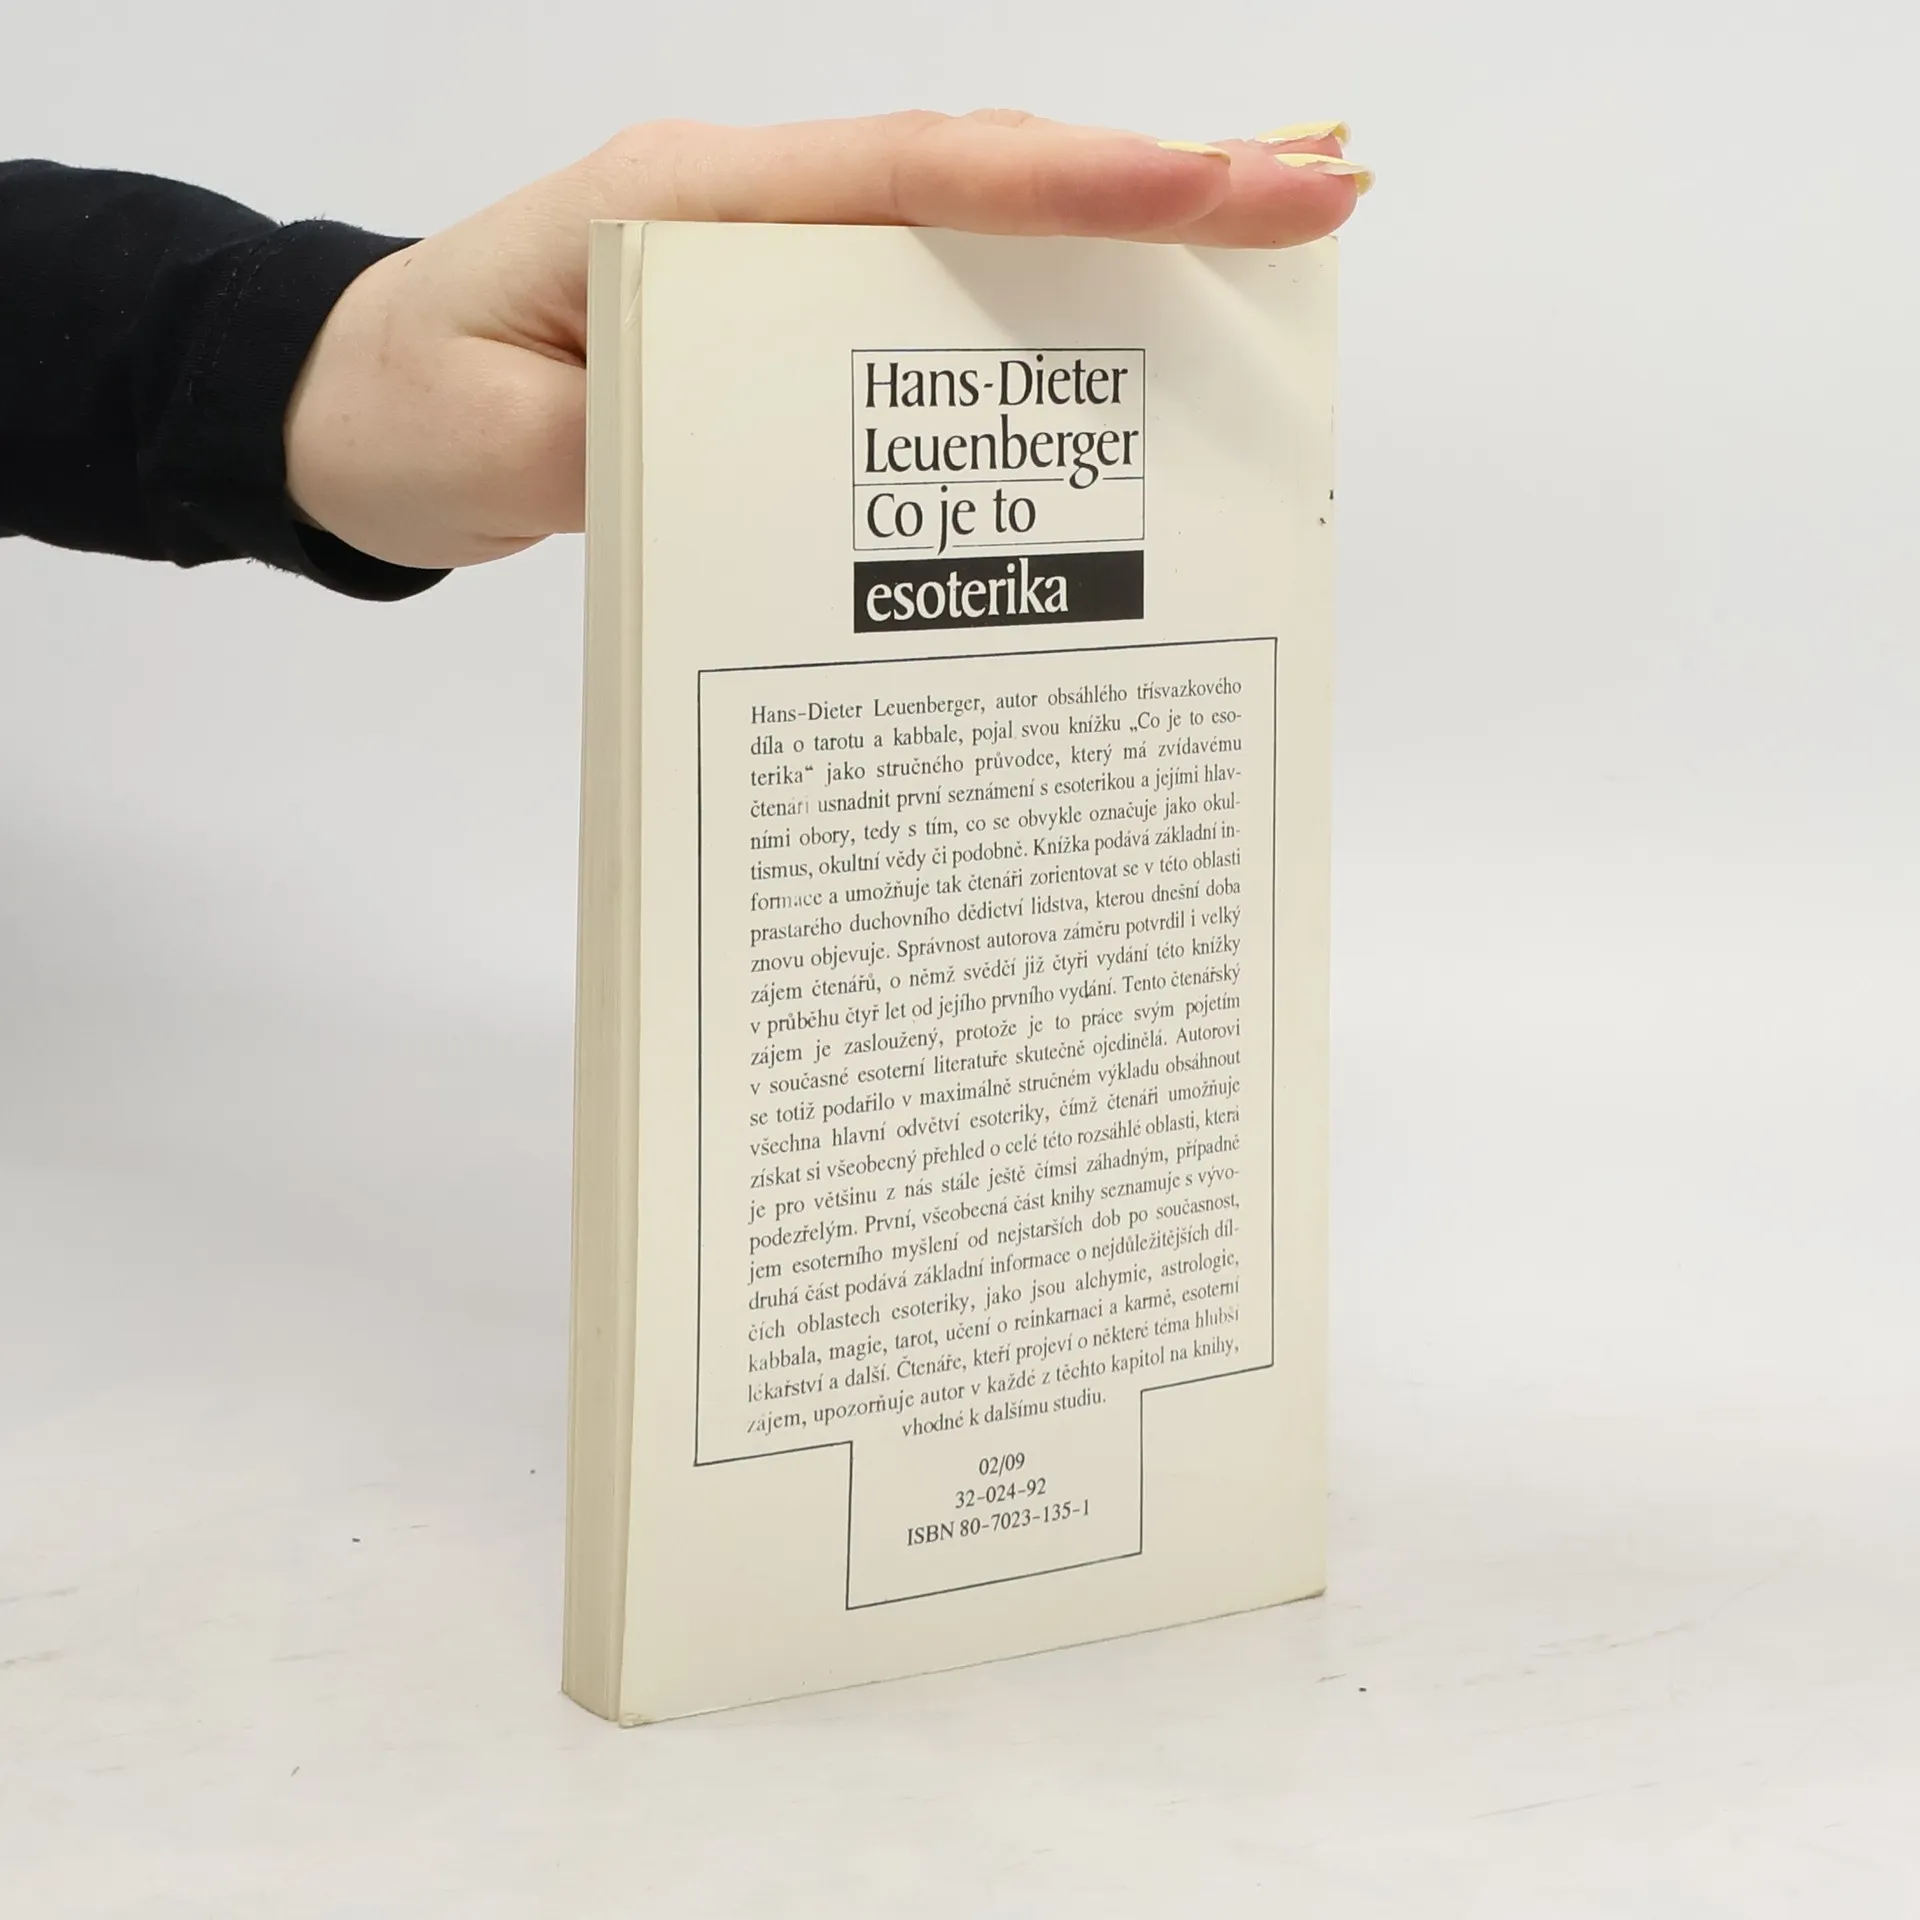 Hans-Dieter
Leuenberger
Co je to
esoterika
Hans-Dieter Leuenberger, autor obsáhlého třísvazkového
díla o tarotu a kabbale, pojal svou knížku „Co je to eso-
terika“ jako stručného průvodce, který má zvídavému
čtenáři usnadnit první seznámení s esoterikou a jejími hlav-
ními obory, tedy s tím, co se obvykle označuje jako okul-
tismus, okultní vědy či podobně. Knížka podává základní in-
formace a umožňuje tak čtenáři zorientovat se v této oblasti
prastarého duchovního dědictví lidstva, kterou dnešní doba
znovu objevuje. Správnost autorova záměru potvrdil i velký
zájem čtenářů, o němž svědčí již čtyři vydání této knížky
v průběhu čtyř let od jejího prvního vydání. Tento čtenářský
zájem je zasloužený, protože je to práce svým pojetím
v současné esoterní literatuře skutečně ojedinělá. Autorovi
se totiž podařilo v maximálně stručném výkladu obsáhnout
všechna hlavní odvětví esoteriky, čímž čtenáři umožňuje
získat si všeobecný přehled o celé této rozsáhlé oblasti, která
je pro většinu z nás stále ještě čímsi záhadným, případně
podezřelým. První, všeobecná část knihy seznamuje s vývo-
jem esoterního myšlení od nejstarších dob po současnost,
druhá část podává základní informace o nejdůležitějších díl-
čích oblastech esoteriky, jako jsou alchymie, astrologie,
kabbala, magie, tarot, učení o reinkarnaci a karmě, esoterní
lékařství a další. Čtenáře, kteří projeví o některé téma hlubší
zájem, upozorňuje autor v každé z těchto kapitol na knihy,
vhodné k dalšímu studiu.
02/09
32-024-92
ISBN 80-7023-135-1